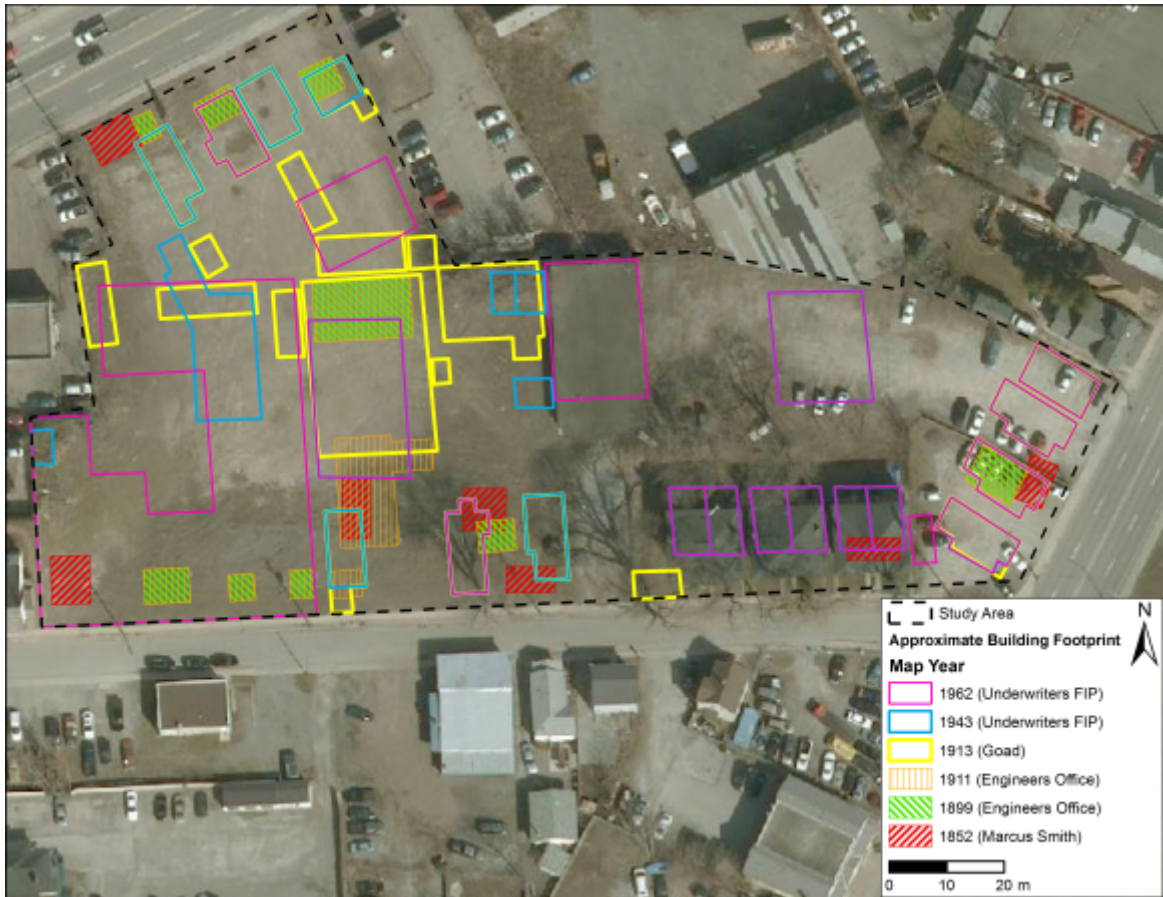 Study Area
N
Approximate Building Footprint
Map Year
1962 (Underwriters FIP)
1943 (Underwriters FIP)
1913 (Goad)
1911 (Engineers Office)
1899 (Engineers Office)
1852 (Marcus Smith)
0 10 20 m